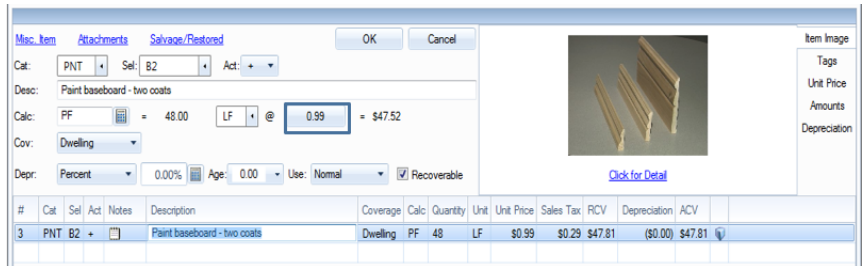 Misc. Item Attachments Salvage/Restored OK Cancel Item Image
Cat: PNT Sel: B2 Act: + Tags
Desc: Paint baseboard - two coats Unit Price
Calc: PF = 48.00 LF @ 0.99 = $47.52 Amounts
Cov: Dwelling Depreciation
Depr: Percent 0.00% Age: 0.00 Use: Normal Recoverable Click for Detail
# Cat Sel Act Notes Description Coverage Calc Quantity Unit Unit Price Sales Tax RCV Depreciation ACV
3 PNT B2 + Paint baseboard - two coats Dwelling PF 48 LF $0.99 $0.29 $47.81 ($0.00) $47.81